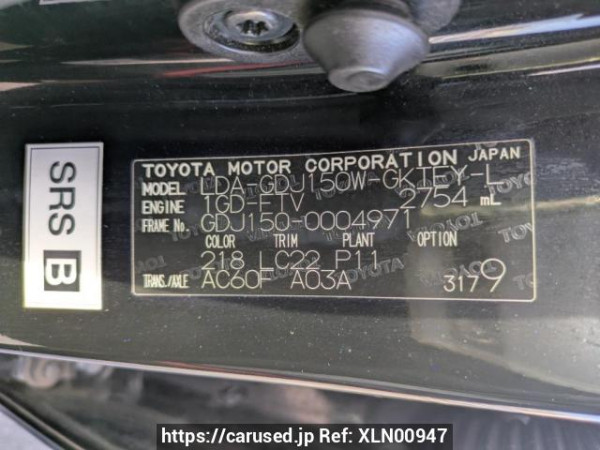 SRS B
TOYOTA MOTOR CORPORATION JAPAN
MODEL LDA-GDJ150W-GKTEY-L
ENGINE 1GD-FTV 2754 mL
FRAME No. GDJ150-0004971
COLOR TRIM PLANT OPTION
218 LC22 P11
TRANS./AXLE AC60F A03A 3179
https://carused.jp Ref: XLN00947